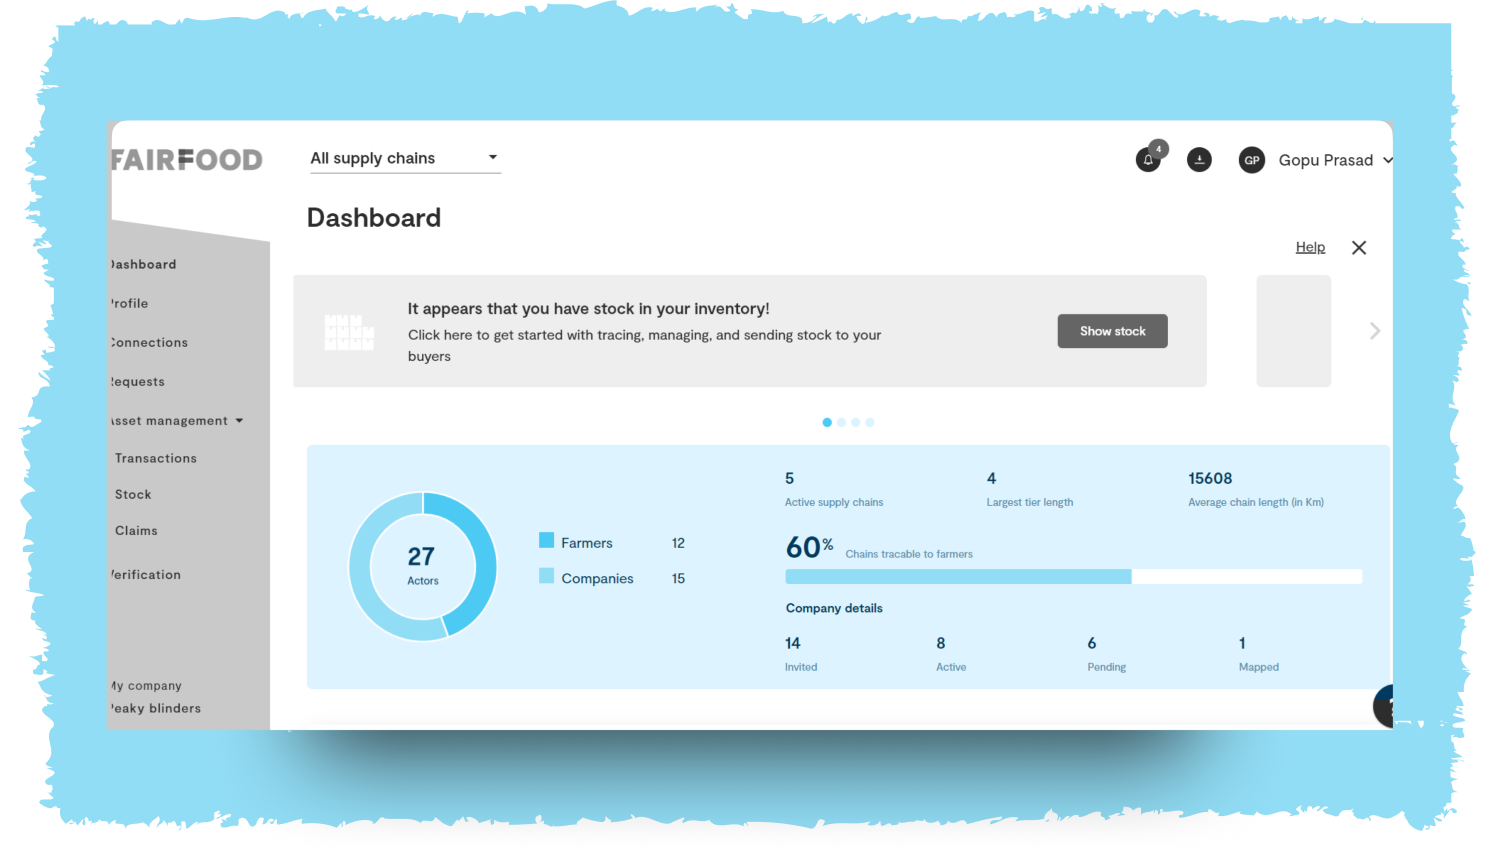 FAIRFOOD
All supply chains
4
GP
Gopu Prasad
Dashboard
Help
Dashboard
Profile
Connections
Requests
Asset management
Transactions
Stock
Claims
Verification
My company
Peaky blinders
It appears that you have stock in your inventory!
Click here to get started with tracing, managing, and sending stock to your
buyers
Show stock
27
Actors
Farmers 12
Companies 15
5
Active supply chains
4
Largest tier length
15608
Average chain length (in Km)
60%
Chains tracable to farmers
Company details
14
Invited
8
Active
6
Pending
1
Mapped